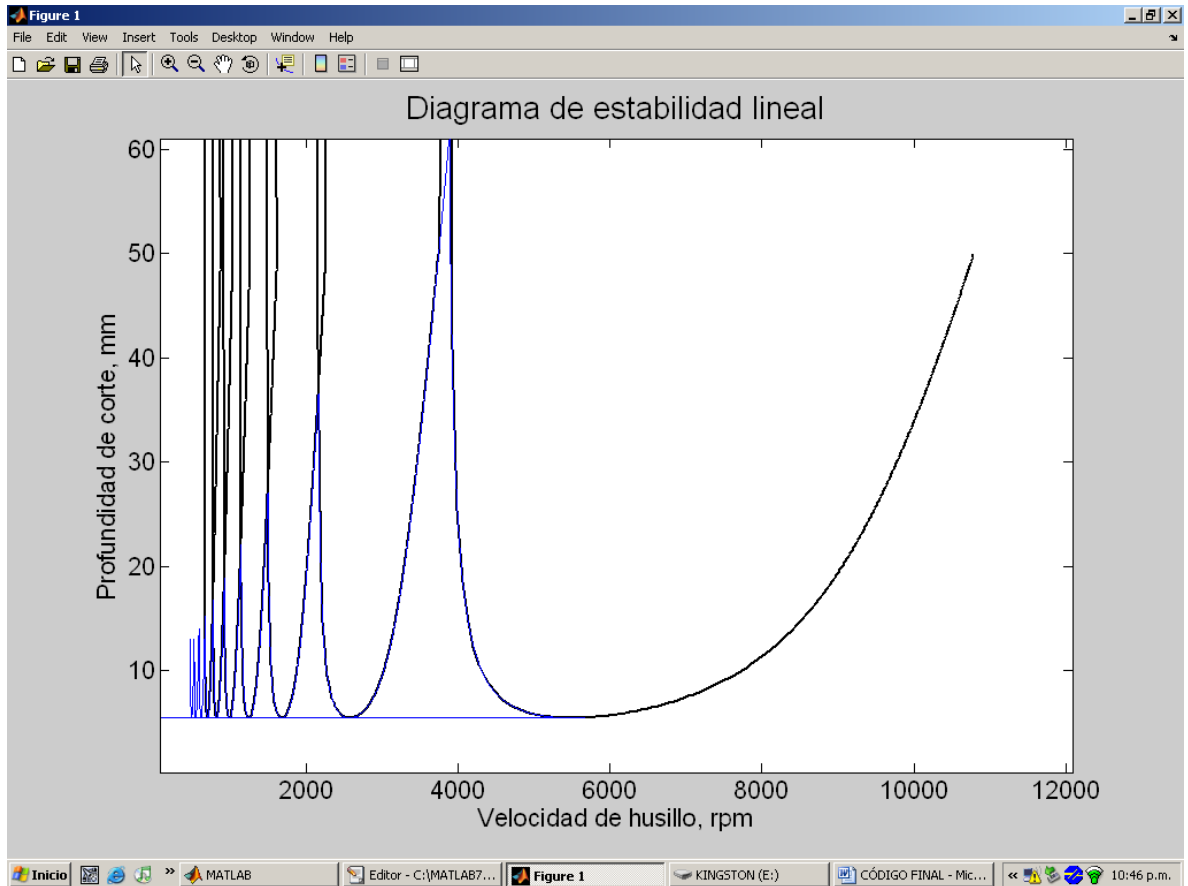 Figure 1
File Edit View Insert Tools Desktop Window Help
Diagrama de estabilidad lineal
60
50
40
30
20
10
Profundidad de corte, mm
2000 4000 6000 8000 10000 12000
Velocidad de husillo, rpm
Inicio » MATLAB Editor - C:\MATLAB7... Figure 1 KINGSTON (E:) CÓDIGO FINAL - Mic... « 10:46 p.m.